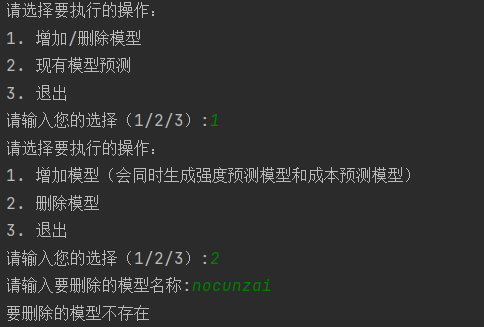 请选择要执行的操作：
1. 增加/删除模型
2. 现有模型预测
3. 退出
请输入您的选择（1/2/3）:1
请选择要执行的操作：
1. 增加模型（会同时生成强度预测模型和成本预测模型）
2. 删除模型
3. 退出
请输入您的选择（1/2/3）:2
请输入要删除的模型名称:nocunzai
要删除的模型不存在